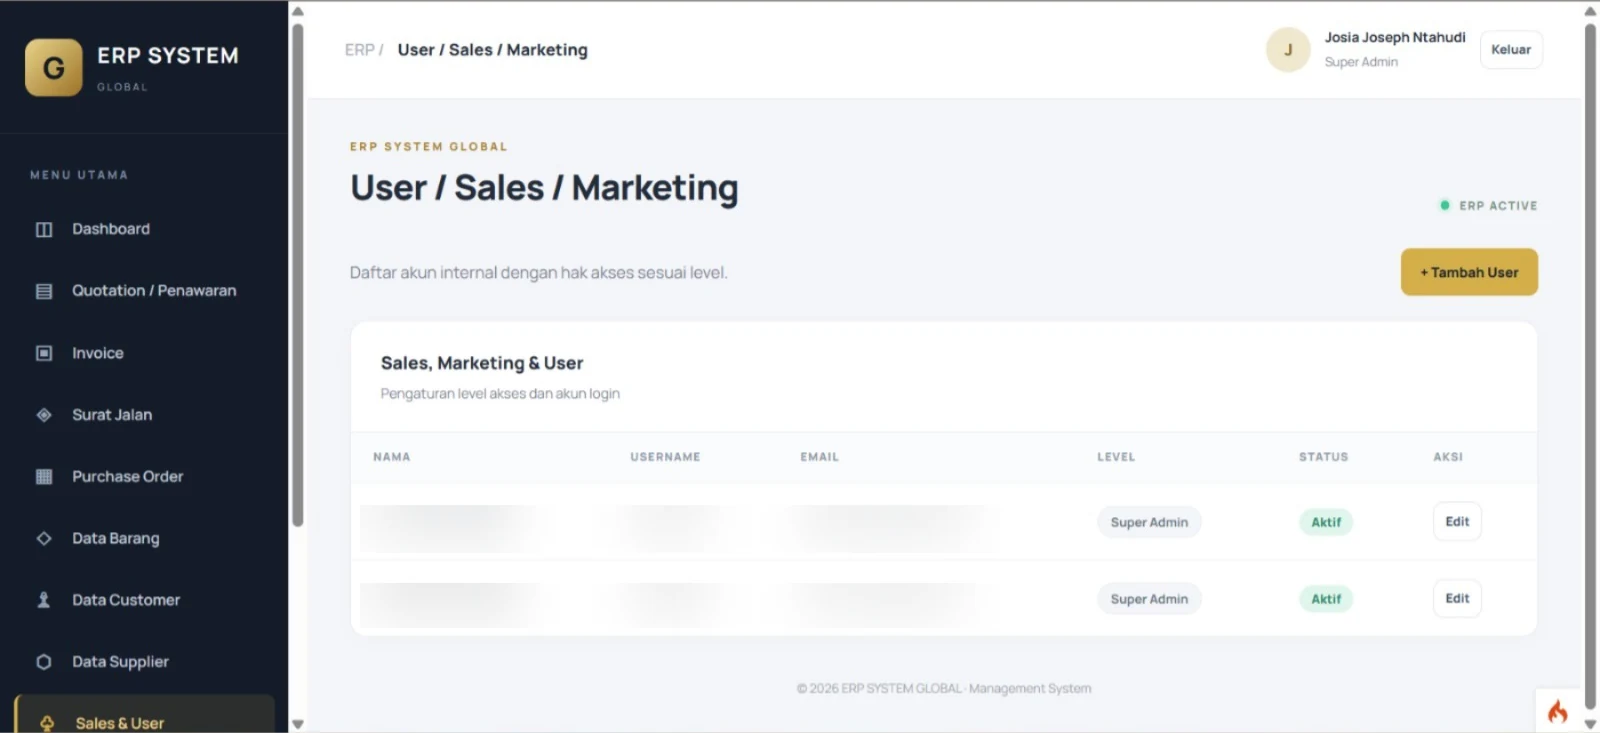 G
ERP SYSTEM
GLOBAL
MENU UTAMA
Dashboard
Quotation / Penawaran
Invoice
Surat Jalan
Purchase Order
Data Barang
Data Customer
Data Supplier
Sales & User
ERP / User / Sales / Marketing
J
Josia Joseph Ntahudi
Super Admin
Keluar
ERP SYSTEM GLOBAL
User / Sales / Marketing
ERP ACTIVE
Daftar akun internal dengan hak akses sesuai level.
+ Tambah User
Sales, Marketing & User
Pengaturan level akses dan akun login
NAMA USERNAME EMAIL LEVEL STATUS AKSI
Super Admin Aktif Edit
Super Admin Aktif Edit
© 2026 ERP SYSTEM GLOBAL · Management System